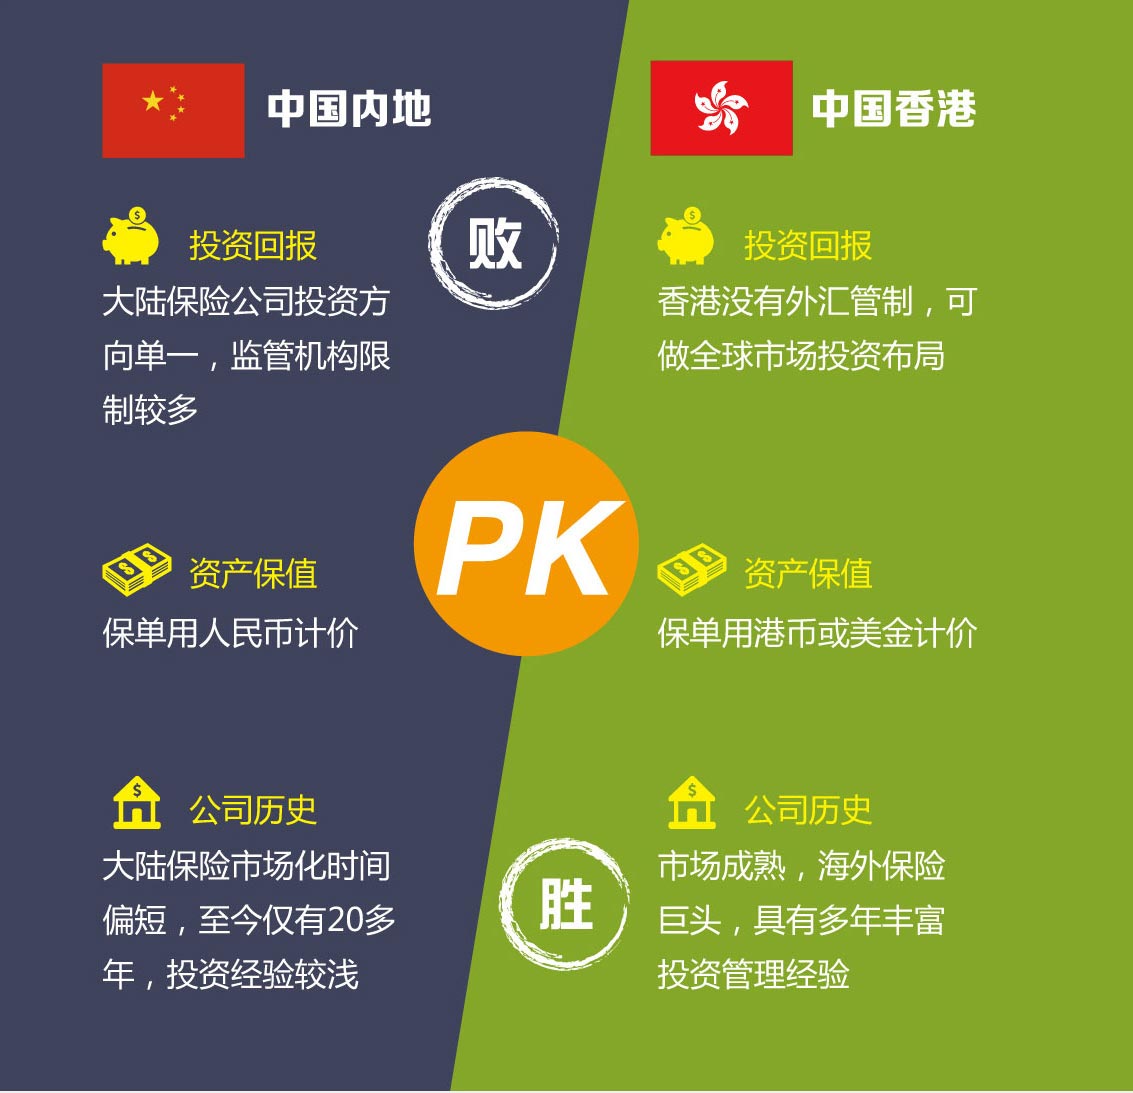 中国内地
败
投资回报
大陆保险公司投资方
向单一，监管机构限
制较多
资产保值
保单用人民币计价
公司历史
大陆保险市场化时间
偏短，至今仅有20多
年，投资经验较浅
PK
中国香港
投资回报
香港没有外汇管制，可
做全球市场投资布局
资产保值
保单用港币或美金计价
公司历史
胜
市场成熟，海外保险
巨头，具有多年丰富
投资管理经验